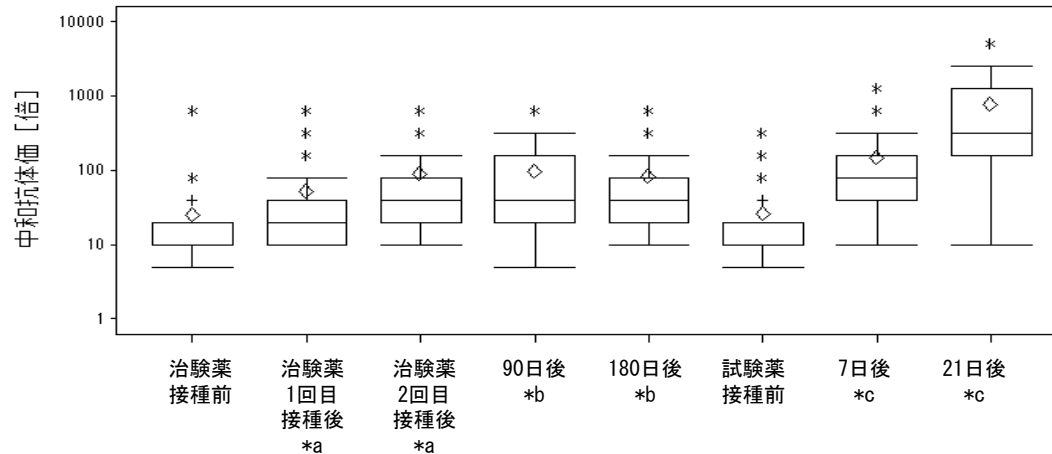 中和抗体価 [倍]
10000
1000
100
10
1
治験薬
接種前
治験薬
1回目
接種後
*a
治験薬
2回目
接種後
*a
90日後
*b
180日後
*b
試験薬
接種前
7日後
*c
21日後
*c